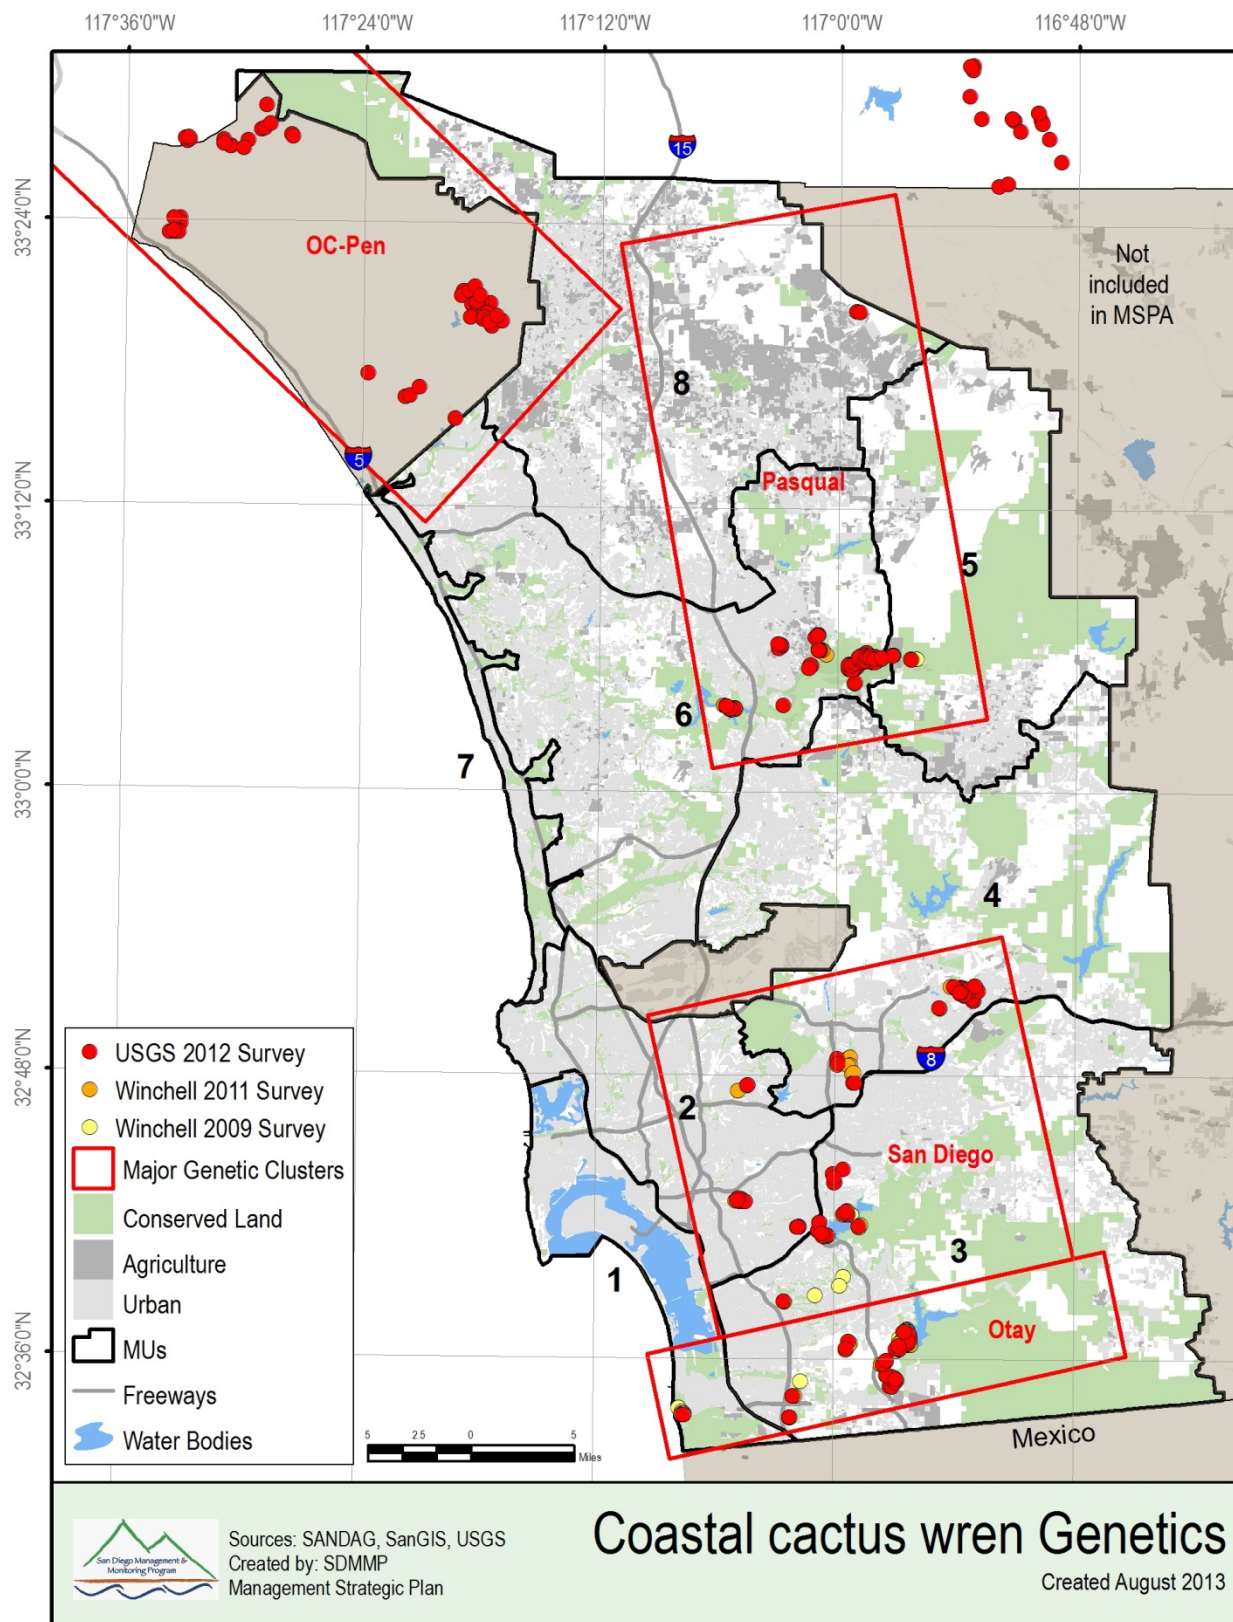 117°36'0"W 117°24'0"W 117°12'0"W 117°0'0"W 116°48'0"W
15
33°24'0"N
OC-Pen
Not
included
in MSPA
8
5
Pasqual
33°12'0"N
5
6
7
33°0'0"N
4
32°48'0"N
8
2
San Diego
3
1
Otay
32°36'0"N
Mexico
USGS 2012 Survey
Winchell 2011 Survey
Winchell 2009 Survey
Major Genetic Clusters
Conserved Land
Agriculture
Urban
MUs
Freeways
Water Bodies
5 2.5 0 5
Miles
San Diego Management &
Monitoring Program
Sources: SANDAG, SanGIS, USGS
Created by: SDMMP
Management Strategic Plan
Coastal cactus wren Genetics
Created August 2013